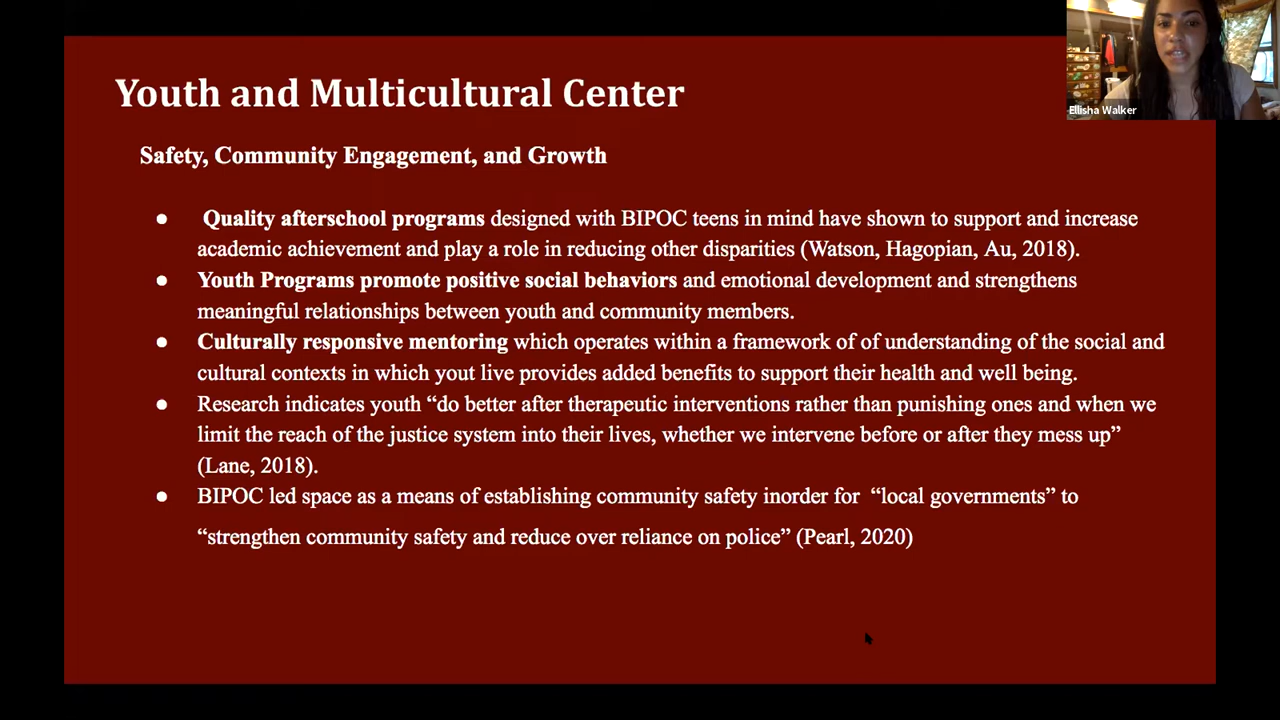 Youth and Multicultural Center
Ellisha Walker
Safety, Community Engagement, and Growth
● Quality afterschool programs designed with BIPOC teens in mind have shown to support and increase
academic achievement and play a role in reducing other disparities (Watson, Hagopian, Au, 2018).
● Youth Programs promote positive social behaviors and emotional development and strengthens
meaningful relationships between youth and community members.
● Culturally responsive mentoring which operates within a framework of of understanding of the social and
cultural contexts in which yout live provides added benefits to support their health and well being.
● Research indicates youth “do better after therapeutic interventions rather than punishing ones and when we
limit the reach of the justice system into their lives, whether we intervene before or after they mess up”
(Lane, 2018).
● BIPOC led space as a means of establishing community safety inorder for “local governments” to
“strengthen community safety and reduce over reliance on police” (Pearl, 2020)